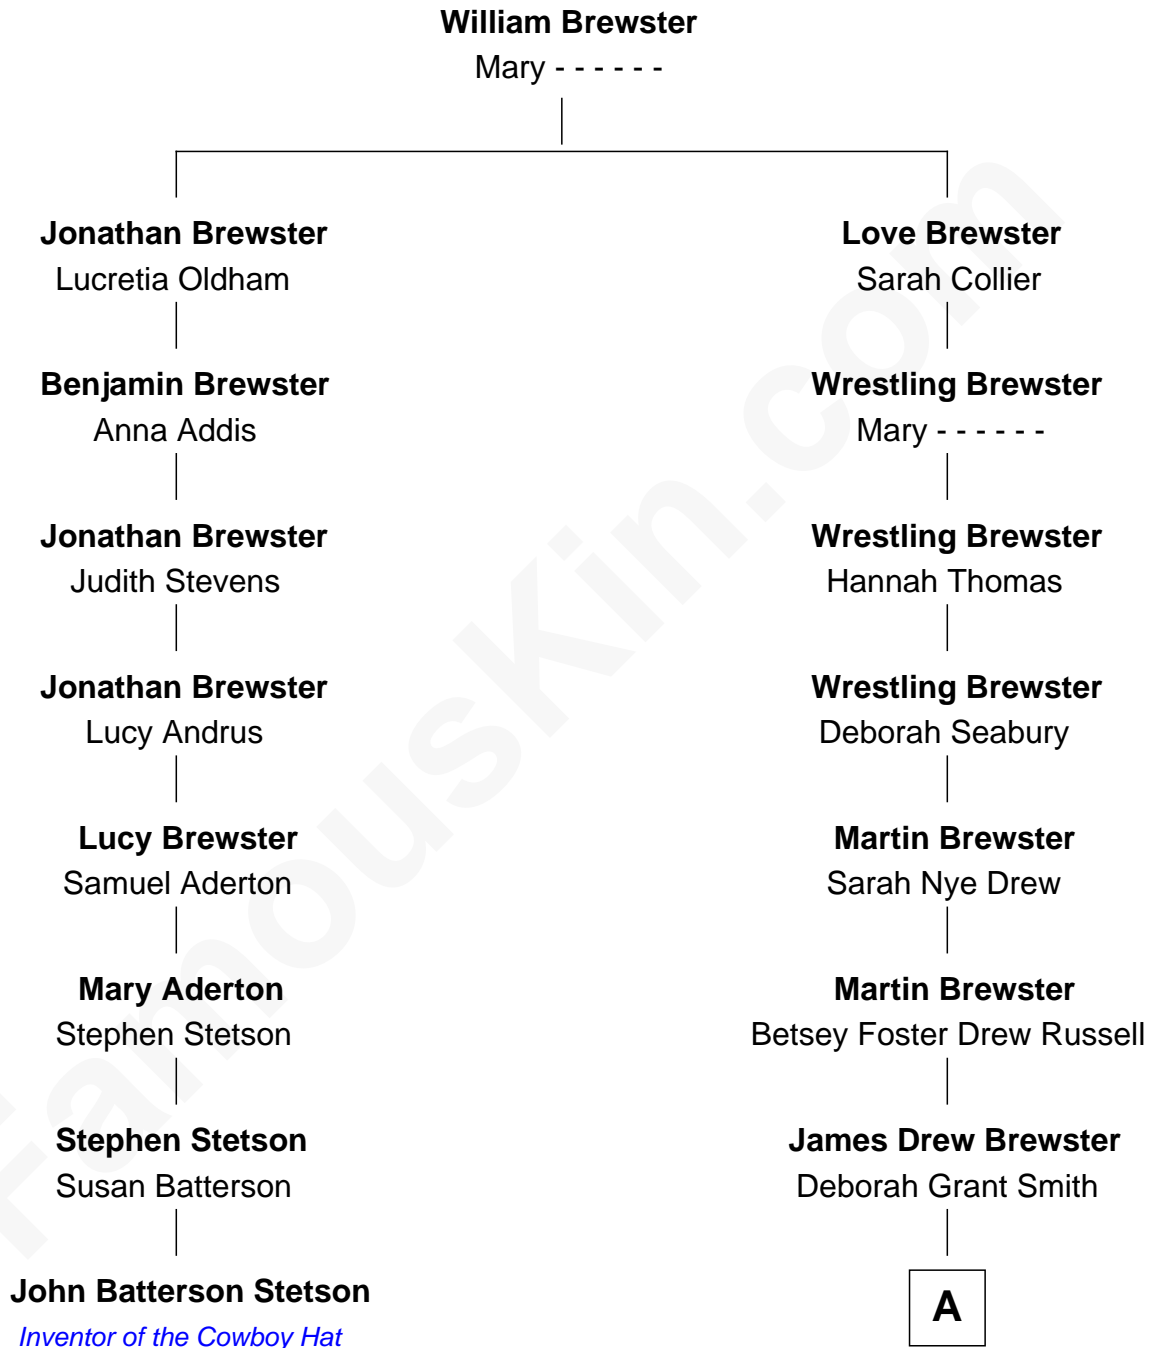 William Brewster
Mary - - - - - -
Jonathan Brewster
Lucretia Oldham
Benjamin Brewster
Anna Addis
Jonathan Brewster
Judith Stevens
Jonathan Brewster
Lucy Andrus
Lucy Brewster
Samuel Aderton
Mary Aderton
Stephen Stetson
Stephen Stetson
Susan Batterson
John Batterson Stetson
Inventor of the Cowboy Hat
Love Brewster
Sarah Collier
Wrestling Brewster
Mary - - - - - -
Wrestling Brewster
Hannah Thomas
Wrestling Brewster
Deborah Seabury
Martin Brewster
Sarah Nye Drew
Martin Brewster
Betsey Foster Drew Russell
James Drew Brewster
Deborah Grant Smith
A
FamousKin.com